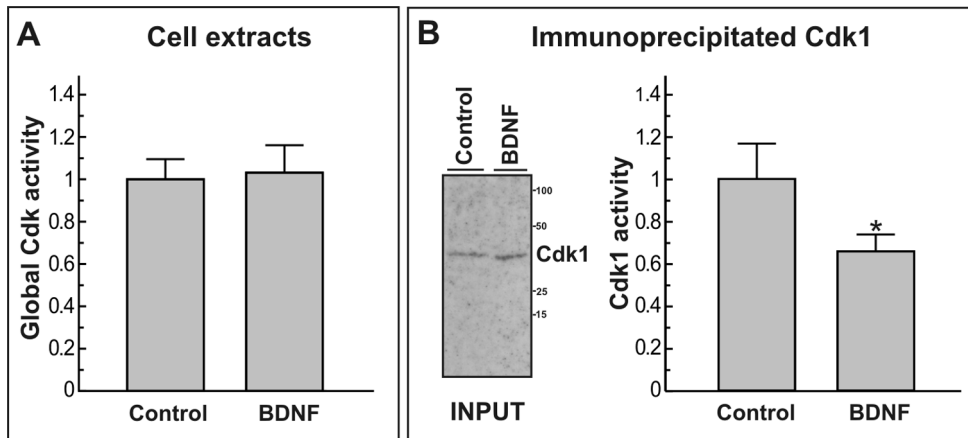 A Cell extracts
Global Cdk activity
1.4
1.2
1
0.8
0.6
0.4
0.2
0
Control BDNF
B Immunoprecipitated Cdk1
Control BDNF
-100
-50
Cdk1
-25
-15
INPUT
Cdk1 activity
1.4
1.2
1
0.8
0.6
0.4
0.2
0
*
Control BDNF